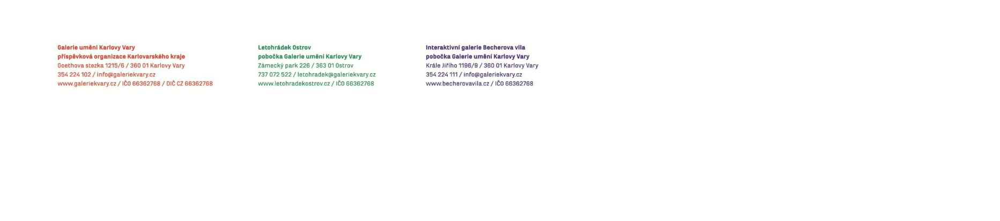 Galerie umění Karlovy Vary
příspěvková organizace Karlovarského kraje
Goethova stezka 1215/6 / 360 01 Karlovy Vary
354 224 102 / info@galeriekvary.cz
www.galeriekvary.cz / IČO 66362768 / DIČ CZ 66362768
Letohrádek Ostrov
pobočka Galerie umění Karlovy Vary
Zámecký park 226 / 363 01 Ostrov
737 072 522 / letohradek@galeriekvary.cz
www.letohradekostrov.cz / IČO 66362768
Interaktivní galerie Becherova vila
pobočka Galerie umění Karlovy Vary
Krále Jiřího 1196/9 / 360 01 Karlovy Vary
354 224 111 / info@galeriekvary.cz
www.becherovavila.cz / IČO 66362768